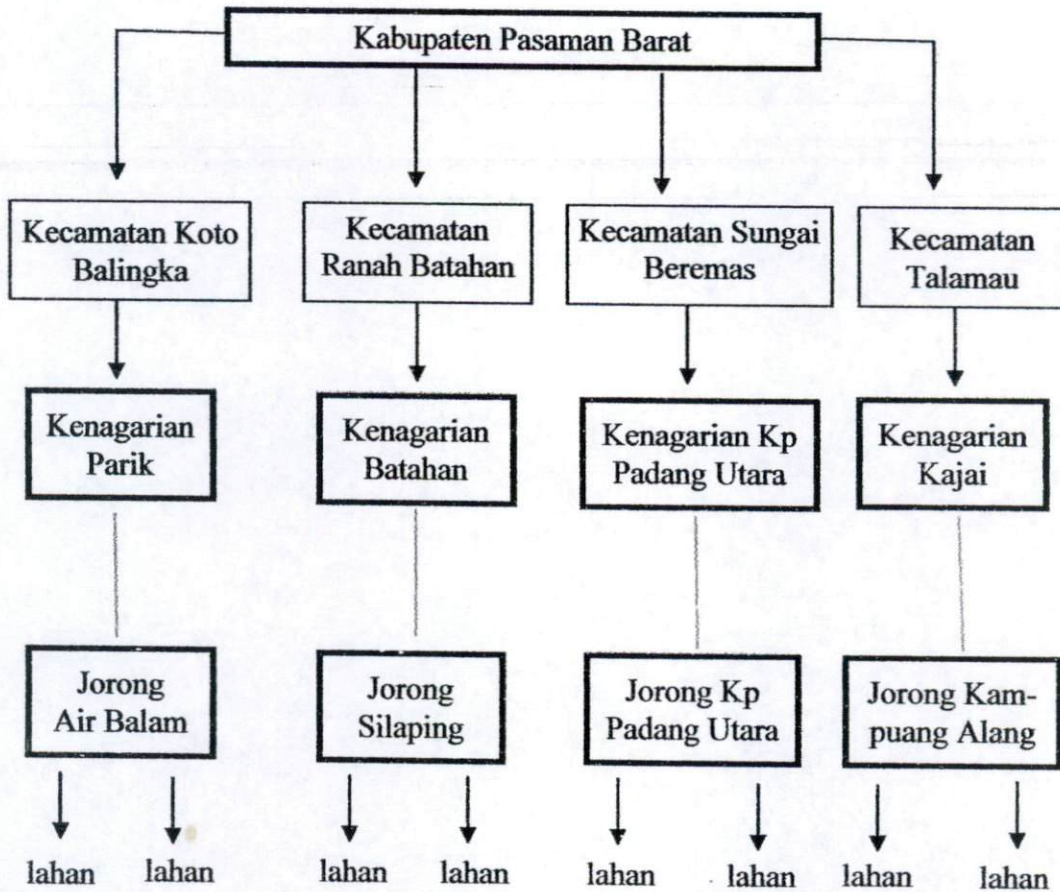 Kabupaten Pasaman Barat
Kecamatan Koto
Balingka
Kecamatan
Ranah Batahan
Kecamatan Sungai
Beremas
Kecamatan
Talamau
Kenagarian
Parik
Kenagarian
Batahan
Kenagarian Kp
Padang Utara
Kenagarian
Kajai
Jorong
Air Balam
Jorong
Silaping
Jorong Kp
Padang Utara
Jorong Kam-
puang Alang
lahan lahan lahan lahan lahan lahan lahan lahan